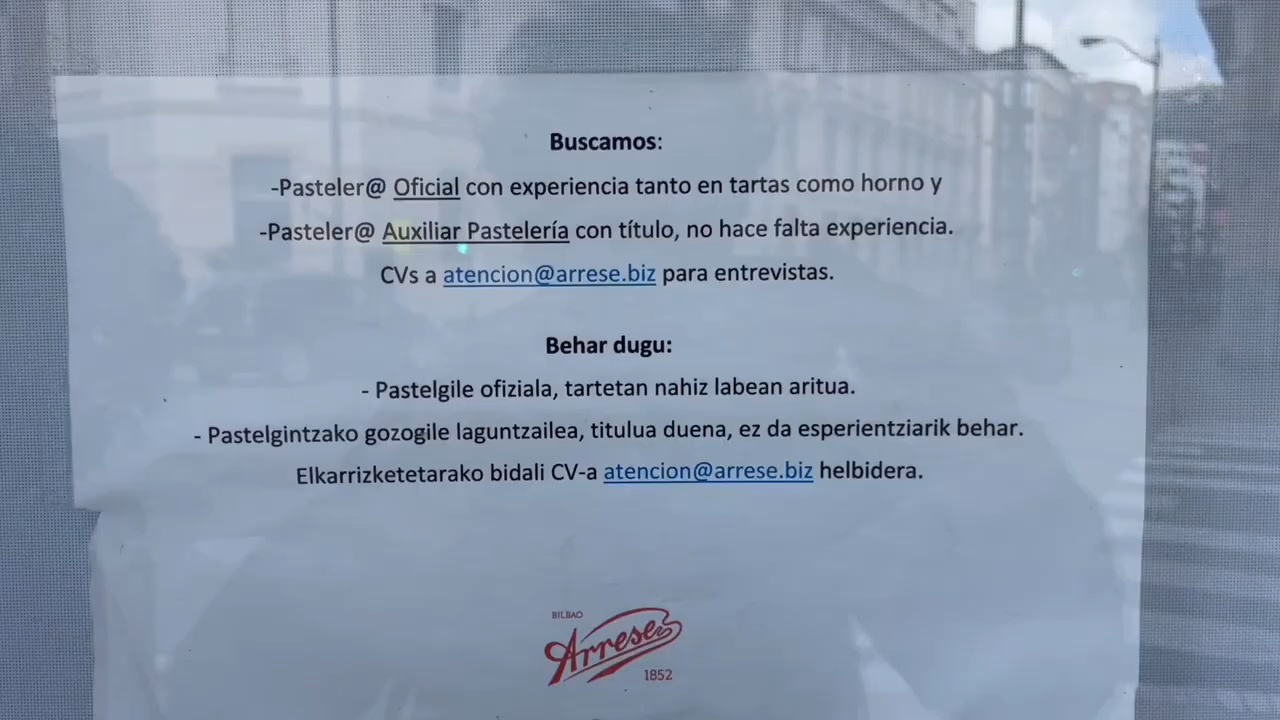 Buscamos:
-Pasteler@ Oficial con experiencia tanto en tartas como horno y
-Pasteler@ Auxiliar Pastelería con título, no hace falta experiencia.
CVs a atencion@arrese.biz para entrevistas.
Behar dugu:
- Pastelgile ofiziala, tartetan nahiz labean aritua.
- Pastelgintzako gozogile laguntzailea, titulua duena, ez da esperientziarik behar.
Elkarrizketetarako bidali CV-a atencion@arrese.biz helbidera.
BILBAO
Arrese
1852